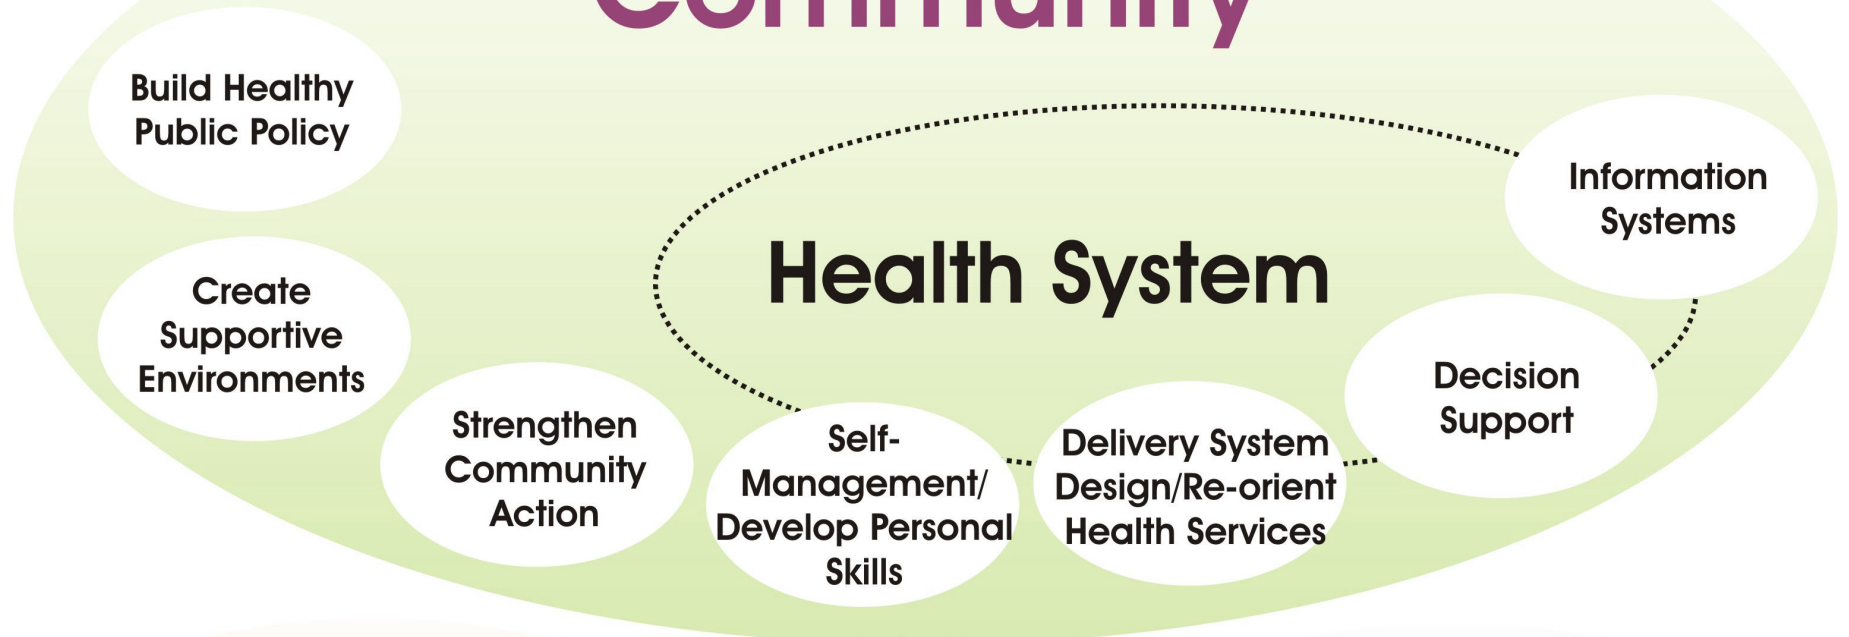 Community
Build Healthy
Public Policy
Information
Systems
Health System
Create
Supportive
Environments
Decision
Support
Strengthen
Community
Action
Self-
Management/
Develop Personal
Skills
Delivery System
Design/Re-orient
Health Services